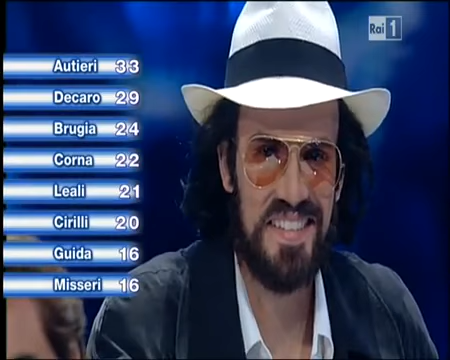 Rai 1
Autieri 33
Decaro 29
Brugia 24
Corna 22
Leali 21
Cirilli 20
Guida 16
Misseri 16